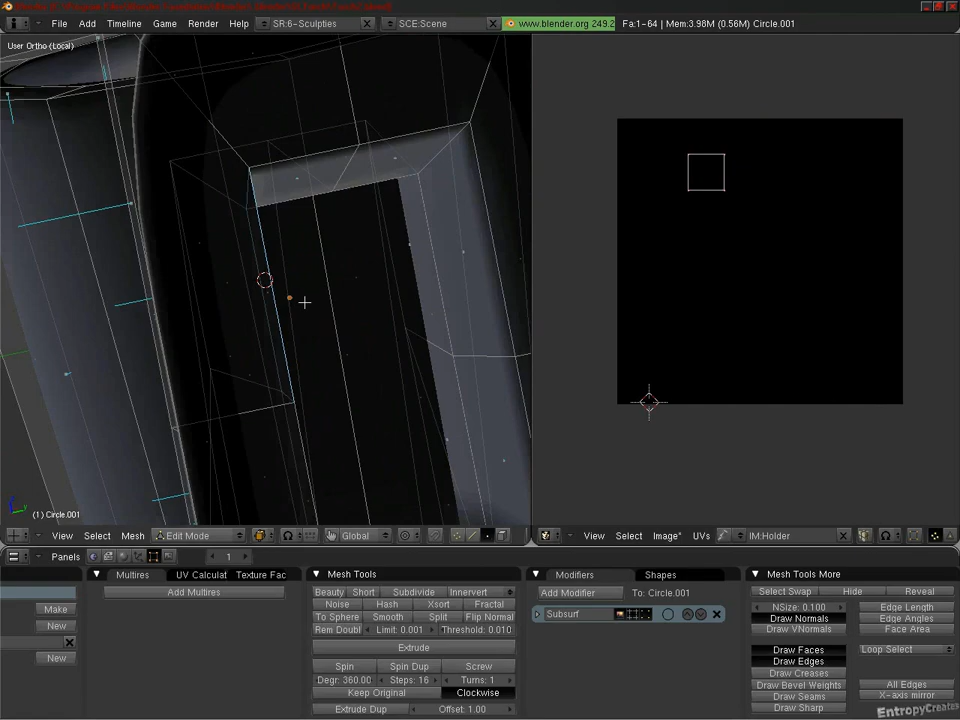 File Add Timeline Game Render Help SR:6-Sculpties SCE:Scene www.blender.org 249.2 Fa:1-64 | Mem:3.98M (0.56M) Circle.001
User Ortho (Local)
(1) Circle.001
View Select Mesh Edit Mode Global View Select Image* UVs IM:Holder
Panels 1
Multires UV Calculat Texture Fac Mesh Tools Modifiers Shapes Mesh Tools More
Make
New
New
Add Multires
Beauty Short Subdivide Innervert
Noise Hash Xsort Fractal
To Sphere Smooth Split Flip Normal
Rem Doubl Limit: 0.001 Threshold: 0.010
Extrude
Spin Spin Dup Screw
Degr: 360.00 Steps: 16 Turns: 1
Keep Original Clockwise
Extrude Dup Offset: 1.00
Add Modifier To: Circle.001
Subsurf
Select Swap Hide Reveal
NSize: 0.100 Edge Length
Draw Normals Edge Angles
Draw VNormals Face Area
Draw Faces Loop Select
Draw Edges
Draw Creases
Draw Bevel Weights All Edges
Draw Seams X-axis mirror
Draw Sharp
EntropyCreates